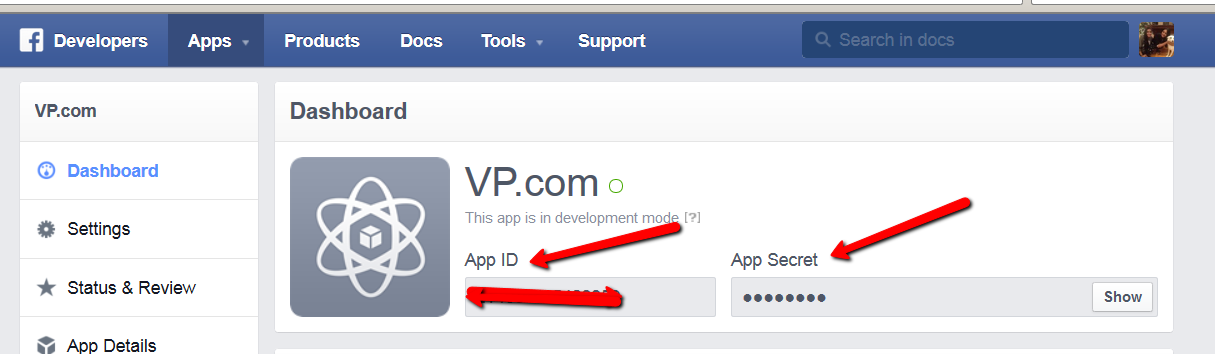 Developers Apps Products Docs Tools Support Search in docs
VP.com
Dashboard
Settings
Status & Review
App Details
Dashboard
VP.com
This app is in development mode [?]
App ID
App Secret
Show